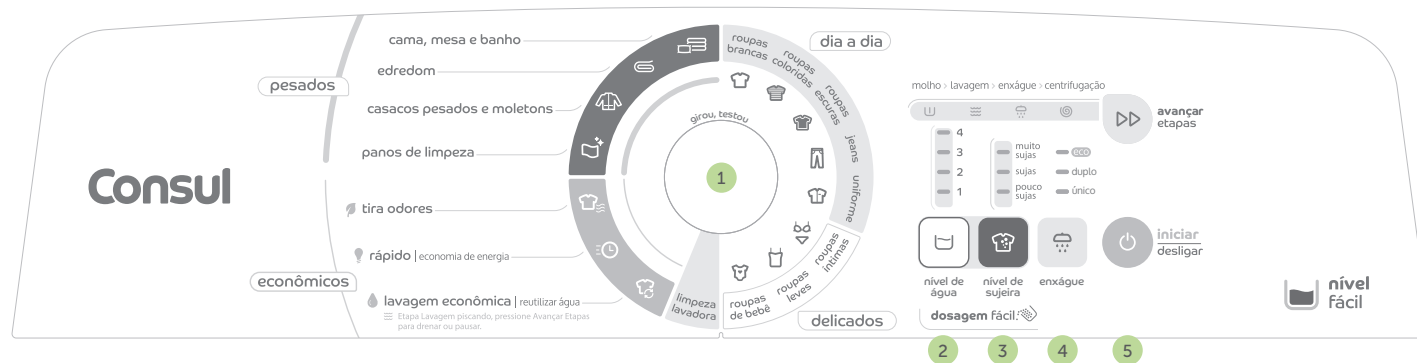 Consul
pesados
cama, mesa e banho
edredom
casacos pesados e moletons
panos de limpeza
econômicos
tira odores
rápido | economia de energia
lavagem econômica | reutilizar água
Etapa Lavagem piscando, pressione Avançar Etapas
para drenar ou pausar.
girou, testou
1
dia a dia
roupas
brancas
roupas
coloridas
roupas
escuras
jeans
uniforme
roupas
íntimas
roupas
leves
roupas
de bebê
delicados
limpeza
lavadora
molho > lavagem > enxágue > centrifugação
avançar
etapas
4
3
2
1
muito
sujas
sujas
pouco
sujas
eco
duplo
único
iniciar
desligar
nível de
água
nível de
sujeira
enxágue
dosagem fácil
2
3
4
5
nível
fácil